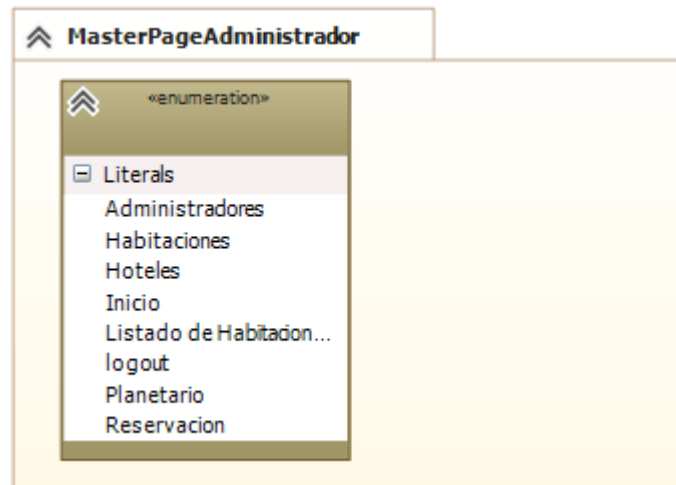 MasterPageAdministrador
«enumeration»
Literals
Administradores
Habitaciones
Hoteles
Inicio
Listado de Habitacion...
logout
Planetario
Reservacion